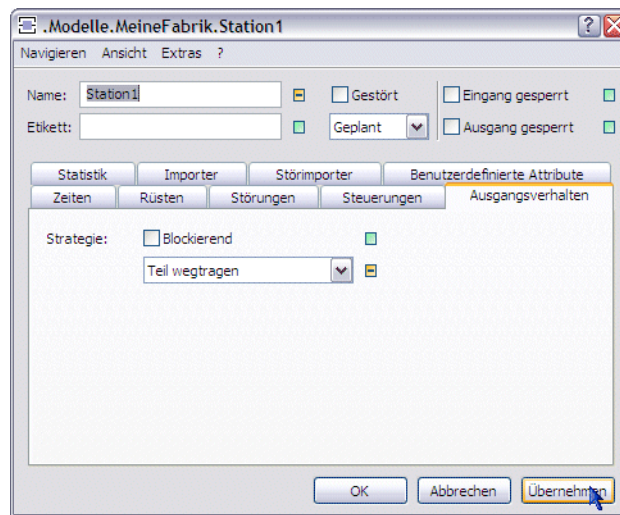 .Modelle.MeineFabrik.Station1
Navigieren Ansicht Extras ?
Name: Station1 Gestört Eingang gesperrt
Etikett: Geplant Ausgang gesperrt
Statistik Importer Störimporter Benutzerdefinierte Attribute
Zeiten Rüsten Störungen Steuerungen Ausgangsverhalten
Strategie: Blockierend
Teil wegtragen
OK Abbrechen Übernehmen